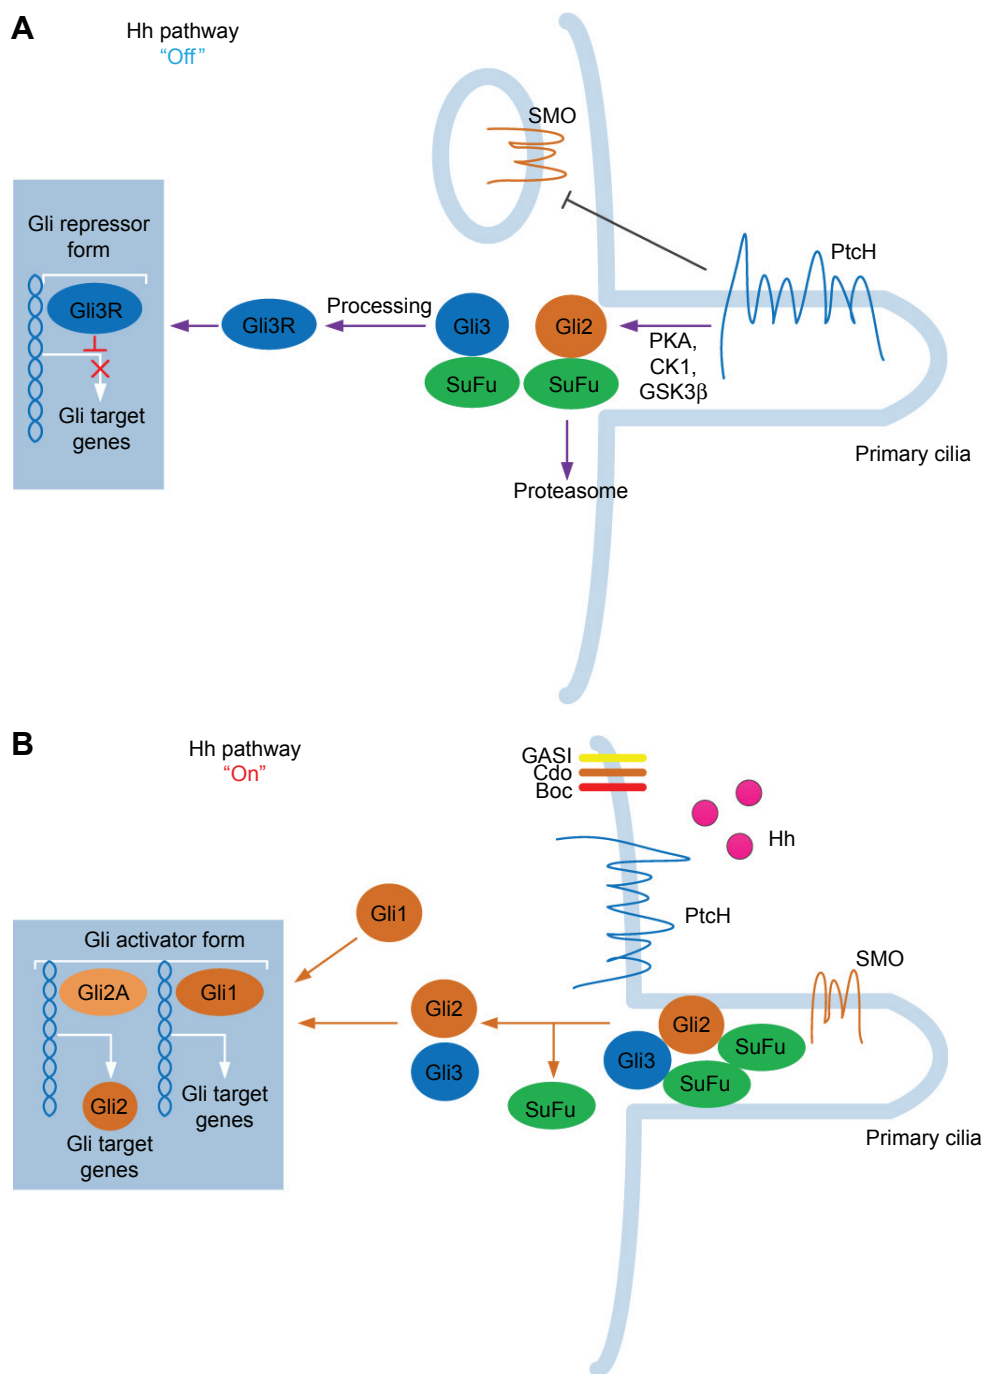 A
Hh pathway
“Off”
SMO
PtcH
Gli repressor
form
Gli3R
Gli target
genes
Gli3R
Processing
Gli3
SuFu
Gli2
SuFu
PKA,
CK1,
GSK3β
Proteasome
Primary cilia
B
Hh pathway
“On”
GASI
Cdo
Boc
Hh
PtcH
SMO
Gli1
Gli activator form
Gli2A
Gli1
Gli2
Gli target
genes
Gli target
genes
Gli2
Gli3
SuFu
Gli2
Gli3
SuFu
SuFu
Primary cilia